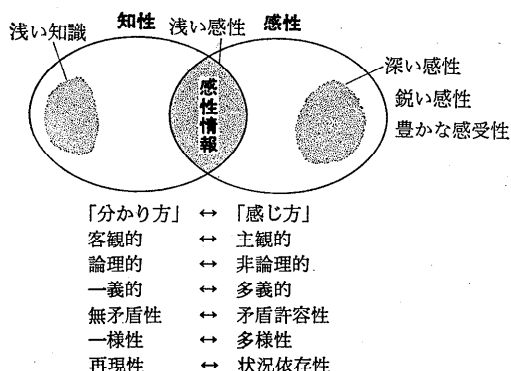 浅い知識
知性
浅い感性
感性
感性情報
深い感性
鋭い感性
豊かな感受性
「分かり方」 ↔ 「感じ方」
客観的 ↔ 主観的
論理的 ↔ 非論理的
一義的 ↔ 多義的
無矛盾性 ↔ 矛盾許容性
一様性 ↔ 多様性
再現性 ↔ 状況依存性